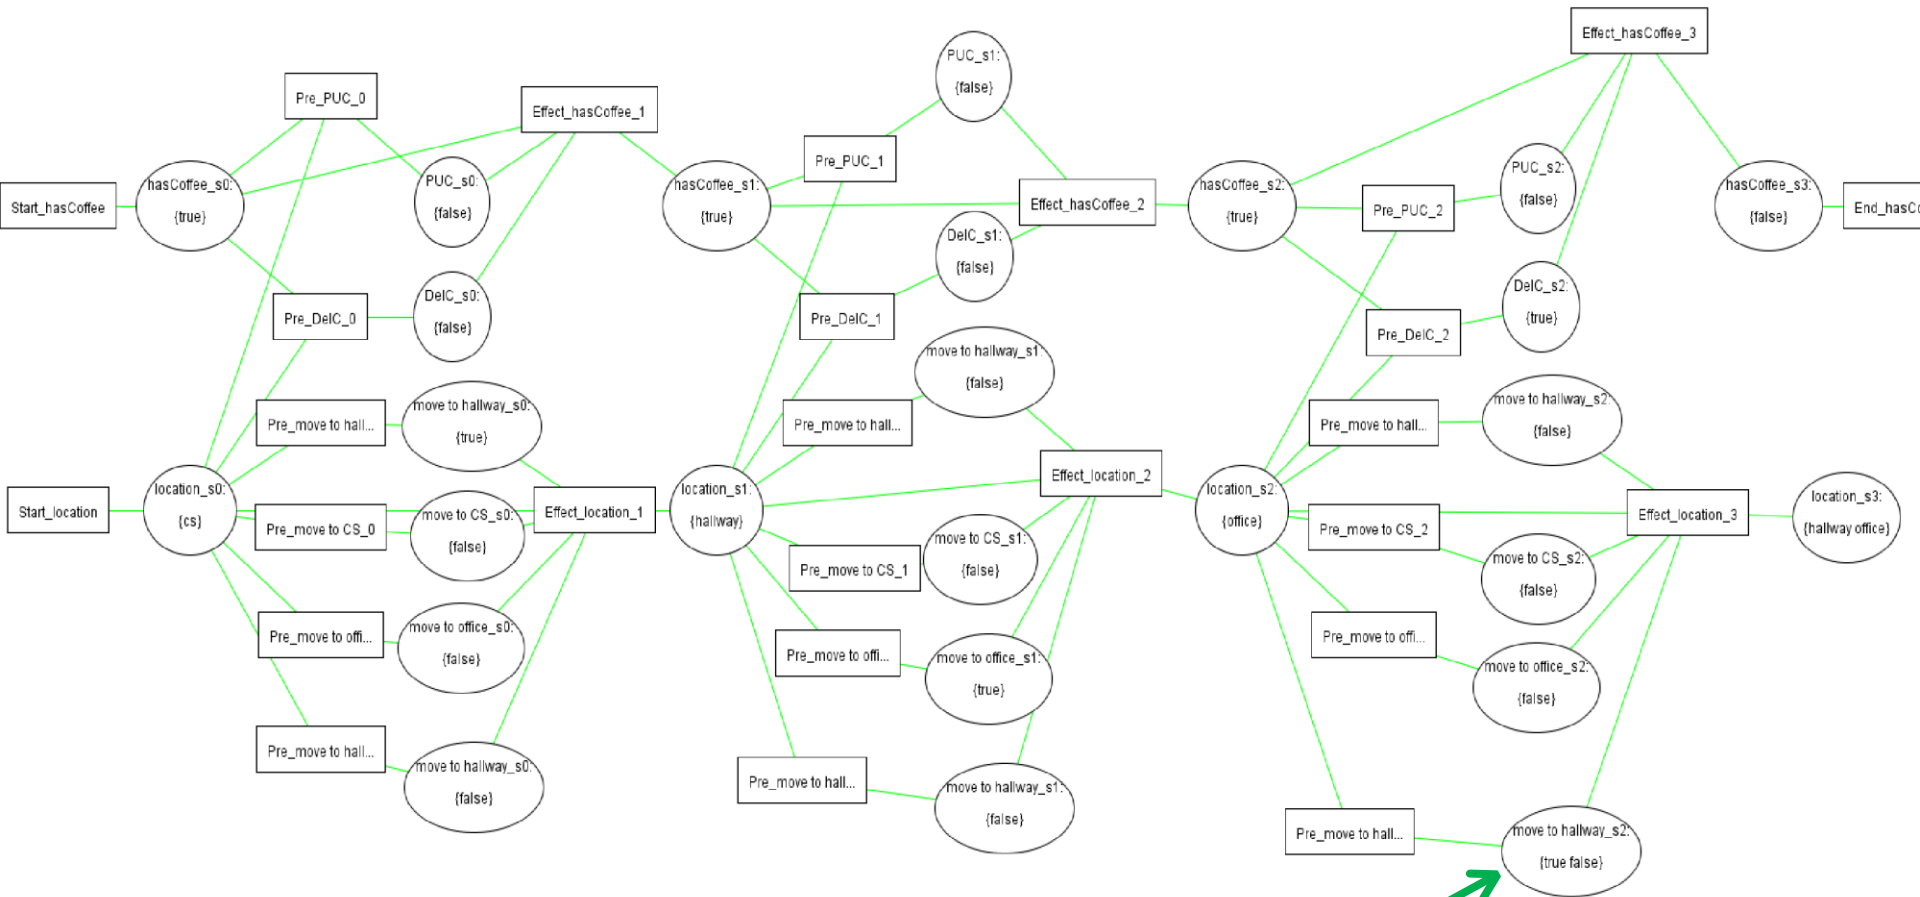 Start_hasCoffee
hasCoffee_s0:
{true}
Pre_PUC_0
PUC_s0:
{false}
Effect_hasCoffee_1
Pre_DelC_0
DelC_s0:
{false}
Start_location
location_s0:
{cs}
Pre_move to hall...
move to hallway_s0:
{true}
Pre_move to CS_0
move to CS_s0:
{false}
Effect_location_1
Pre_move to offi...
move to office_s0:
{false}
Pre_move to hall...
move to hallway_s0:
{false}
hasCoffee_s1:
{true}
Pre_PUC_1
PUC_s1:
{false}
Effect_hasCoffee_2
Pre_DelC_1
DelC_s1:
{false}
location_s1:
{hallway}
Pre_move to hall...
move to hallway_s1:
{false}
Pre_move to CS_1
move to CS_s1:
{false}
Effect_location_2
Pre_move to offi...
move to office_s1:
{true}
Pre_move to hall...
move to hallway_s1:
{false}
hasCoffee_s2:
{true}
Pre_PUC_2
PUC_s2:
{false}
Effect_hasCoffee_3
Pre_DelC_2
DelC_s2:
{true}
location_s2:
{office}
Pre_move to hall...
move to hallway_s2:
{false}
Pre_move to CS_2
move to CS_s2:
{false}
Effect_location_3
Pre_move to offi...
move to office_s2:
{false}
Pre_move to hall...
move to hallway_s2:
{true false}
hasCoffee_s3:
{false}
End_hasCo
location_s3:
{hallway office}